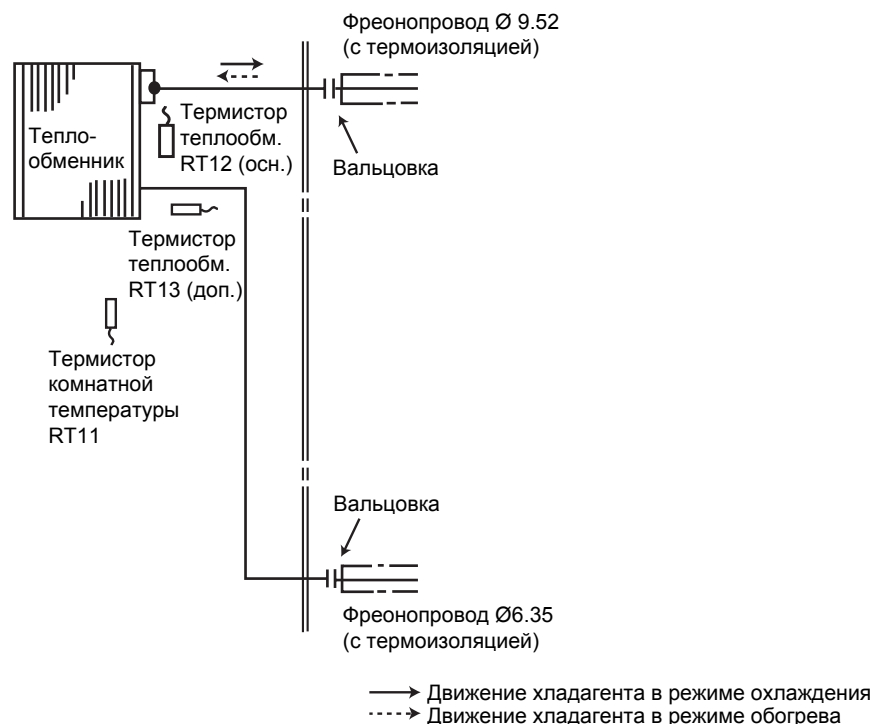 Фреонопровод Ø 9.52
(с термоизоляцией)
Термистор
теплообм.
RT12 (осн.)
Тепло-
обменник
Вальцовка
Термистор
теплообм.
RT13 (доп.)
Термистор
комнатной
температуры
RT11
Вальцовка
Фреонопровод Ø6.35
(с термоизоляцией)
Движение хладагента в режиме охлаждения
Движение хладагента в режиме обогрева